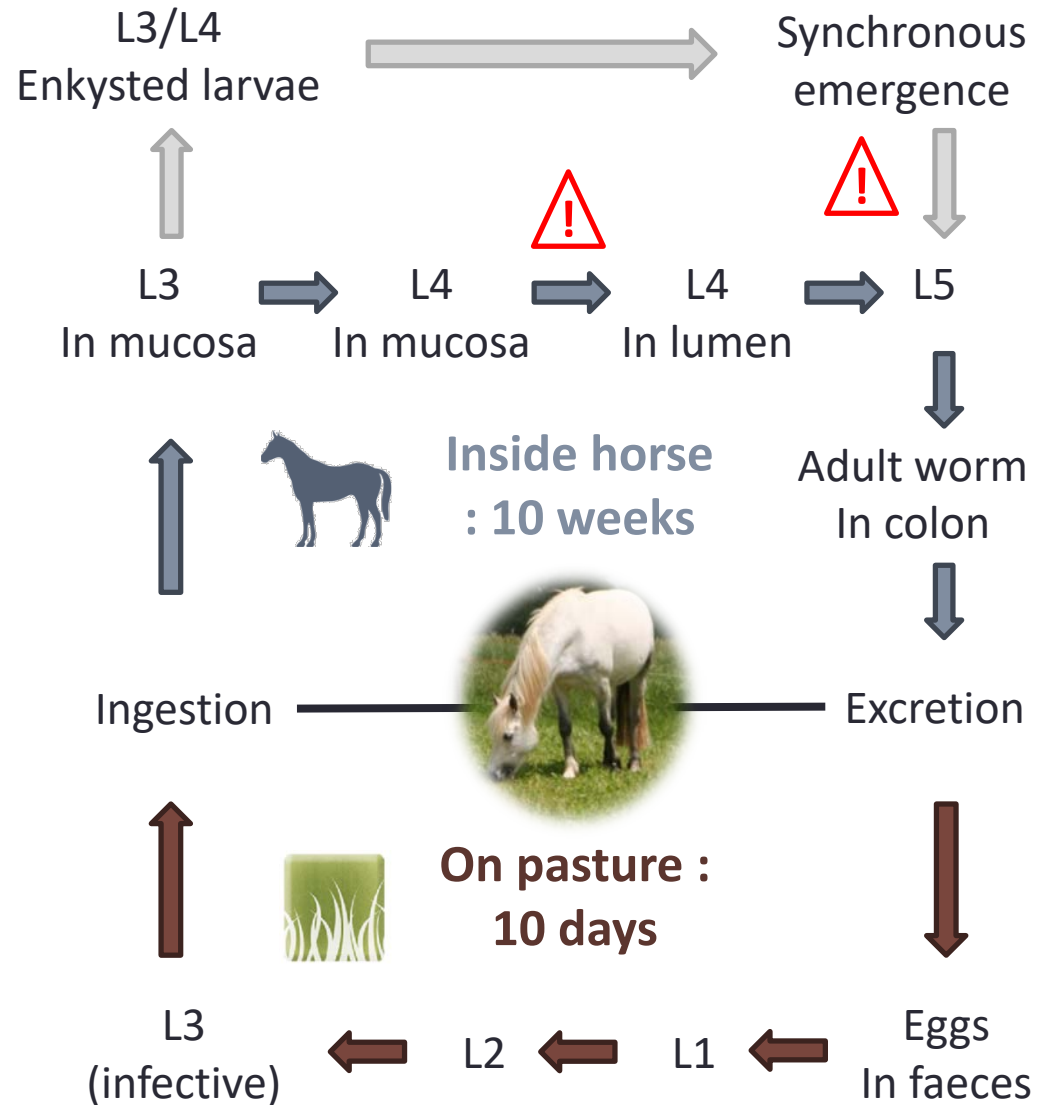 L3/L4
Enkysted larvae
Synchronous
emergence
!
!
L3
In mucosa
L4
In mucosa
L4
In lumen
L5
Inside horse
: 10 weeks
Adult worm
In colon
Ingestion
Excretion
On pasture :
10 days
L3
(infective)
L2
L1
Eggs
In faeces